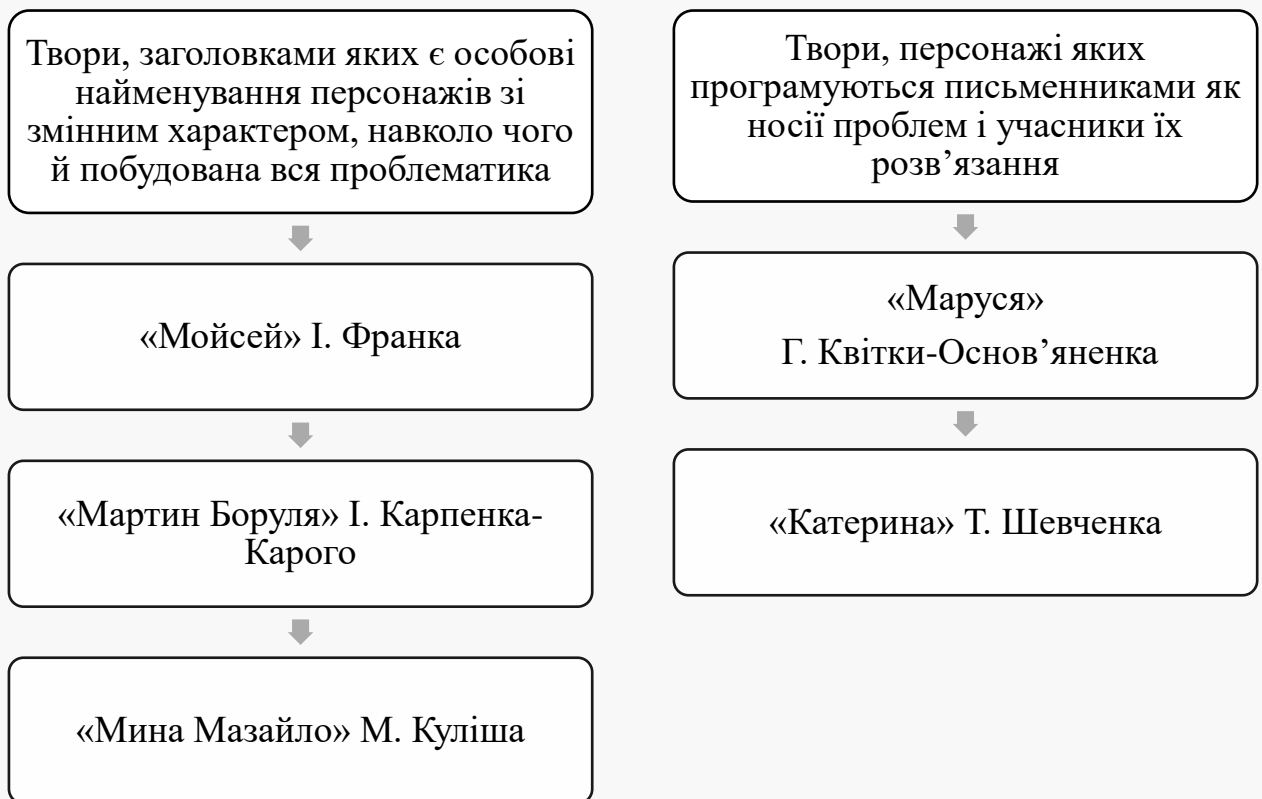 Твори, заголовками яких є особові
найменування персонажів зі
змінним характером, навколо чого
й побудована вся проблематика
«Мойсей» І. Франка
«Мартин Боруля» І. Карпенка-
Карого
«Мина Мазайло» М. Куліша
Твори, персонажі яких
програмуються письменниками як
носії проблем і учасники їх
розв’язання
«Маруся»
Г. Квітки-Основ’яненка
«Катерина» Т. Шевченка